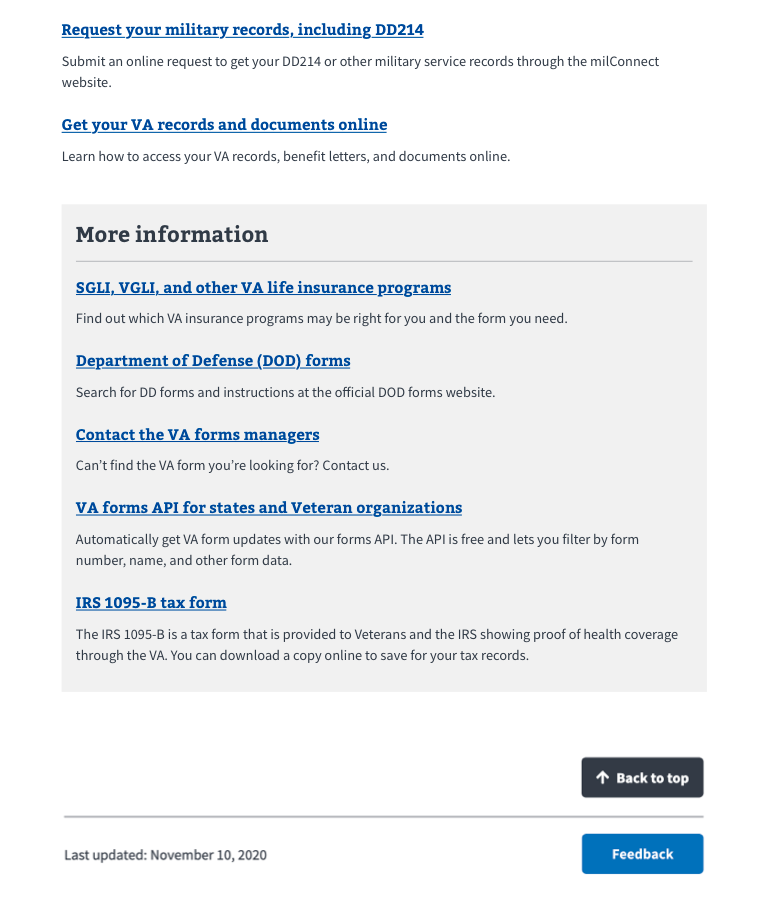 Request your military records, including DD214
Submit an online request to get your DD214 or other military service records through the milConnect
website.
Get your VA records and documents online
Learn how to access your VA records, benefit letters, and documents online.
More information
SGLI, VGLI, and other VA life insurance programs
Find out which VA insurance programs may be right for you and the form you need.
Department of Defense (DOD) forms
Search for DD forms and instructions at the official DOD forms website.
Contact the VA forms managers
Can’t find the VA form you’re looking for? Contact us.
VA forms API for states and Veteran organizations
Automatically get VA form updates with our forms API. The API is free and lets you filter by form
number, name, and other form data.
IRS 1095-B tax form
The IRS 1095-B is a tax form that is provided to Veterans and the IRS showing proof of health coverage
through the VA. You can download a copy online to save for your tax records.
Back to top
Last updated: November 10, 2020
Feedback